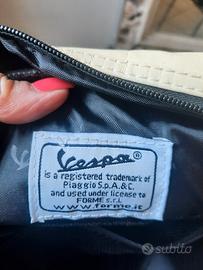 Vespa®
is a registered trademark of
Piaggio S.p.A.&C.
and used under license to
FORME s.r.l.
www.forme.it
subito